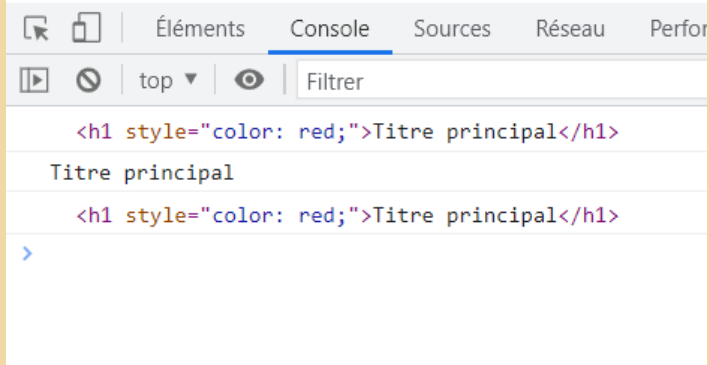 Éléments Console Sources Réseau
top Filtrer
<h1 style="color: red;">Titre principal</h1>
Titre principal
<h1 style="color: red;">Titre principal</h1>